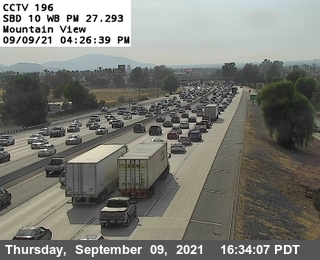 CCTV 196
SBD 10 WB PM 27.293
Mountain View
09/09/21 04:26:39 PM
Thursday, September 09, 2021 16:34:07 PDT